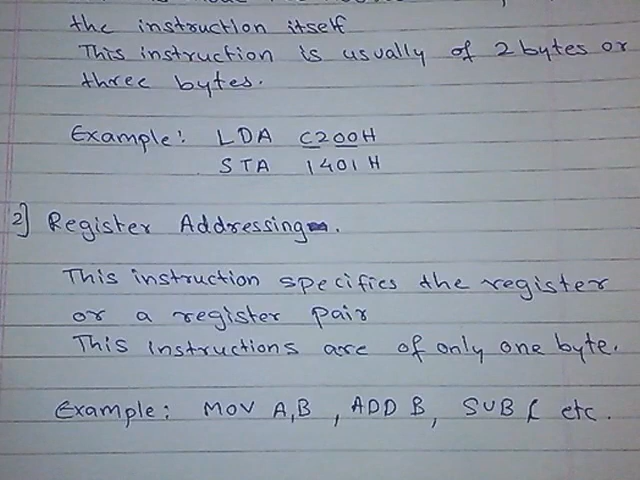 the instruction itself
This instruction is usually of 2 bytes or
three bytes.
Example: LDA C200H
STA 1401 H
2] Register Addressing.
This instruction specifies the register
or a register pair
This instructions are of only one byte.
Example: MOV A,B , ADD B, SUB C etc.